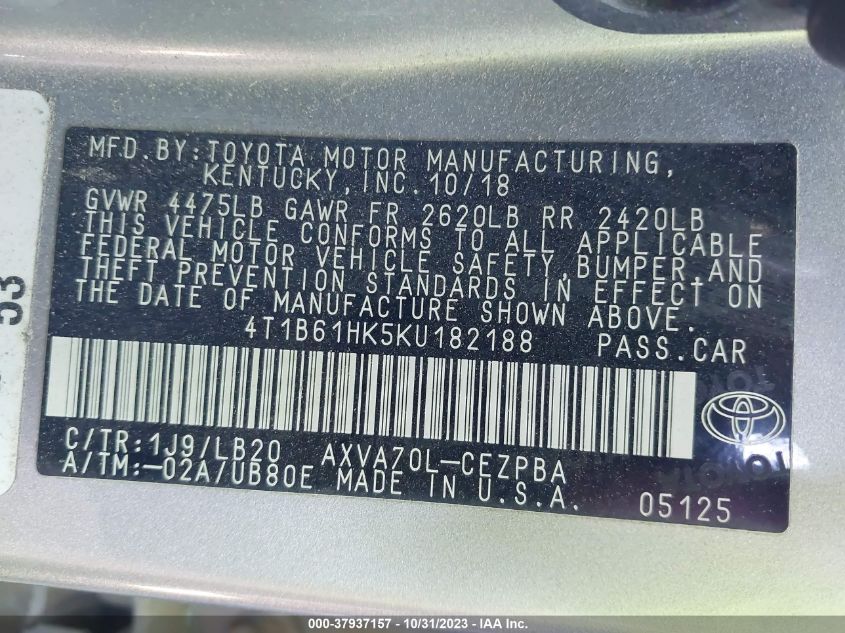 MFD.BY:TOYOTA MOTOR MANUFACTURING,
KENTUCKY, INC. 10/18
GVWR 4475LB GAWR FR 2620LB RR 2420LB
THIS VEHICLE CONFORMS TO ALL APPLICABLE
FEDERAL MOTOR VEHICLE SAFETY,BUMPER,AND
THEFT PREVENTION STANDARDS IN EFFECT ON
THE DATE OF MANUFACTURE SHOWN ABOVE.
4T1B61HK5KU182188 PASS.CAR
C/TR:1J9/LB20 AXVA70L-CEZPBA
A/TM:-02A/UB80E MADE IN U.S.A.
05125
53
000-37937157 - 10/31/2023 - IAA Inc.